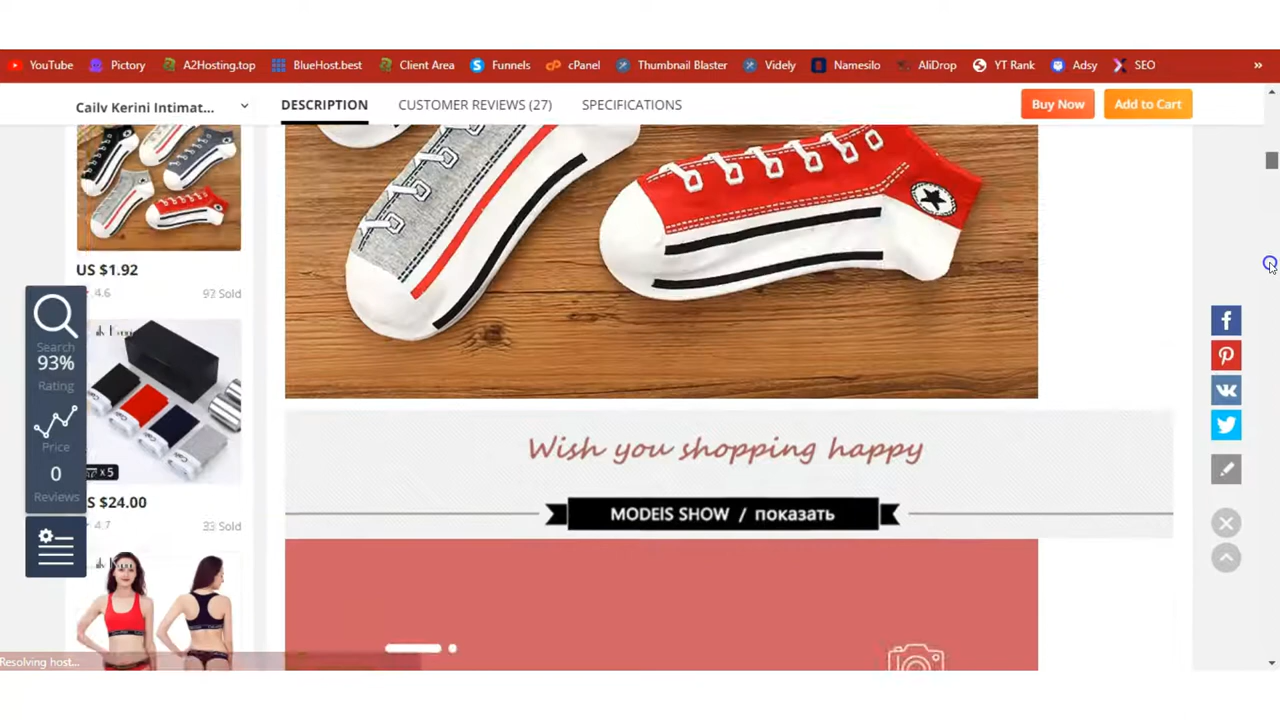 YouTube Pictory A2Hosting.top BlueHost.best Client Area Funnels cPanel Thumbnail Blaster Videly Namesilo AliDrop YT Rank Adsy SEO »
Caily Kerini Intimat... DESCRIPTION CUSTOMER REVIEWS (27) SPECIFICATIONS Buy Now Add to Cart
US $1.92
4.6 97 Sold
Search
93%
Rating
Price
0
Reviews
x5
US $24.00
4.7 33 Sold
Wish you shopping happy
MODEIS SHOW / показать
Resolving host...